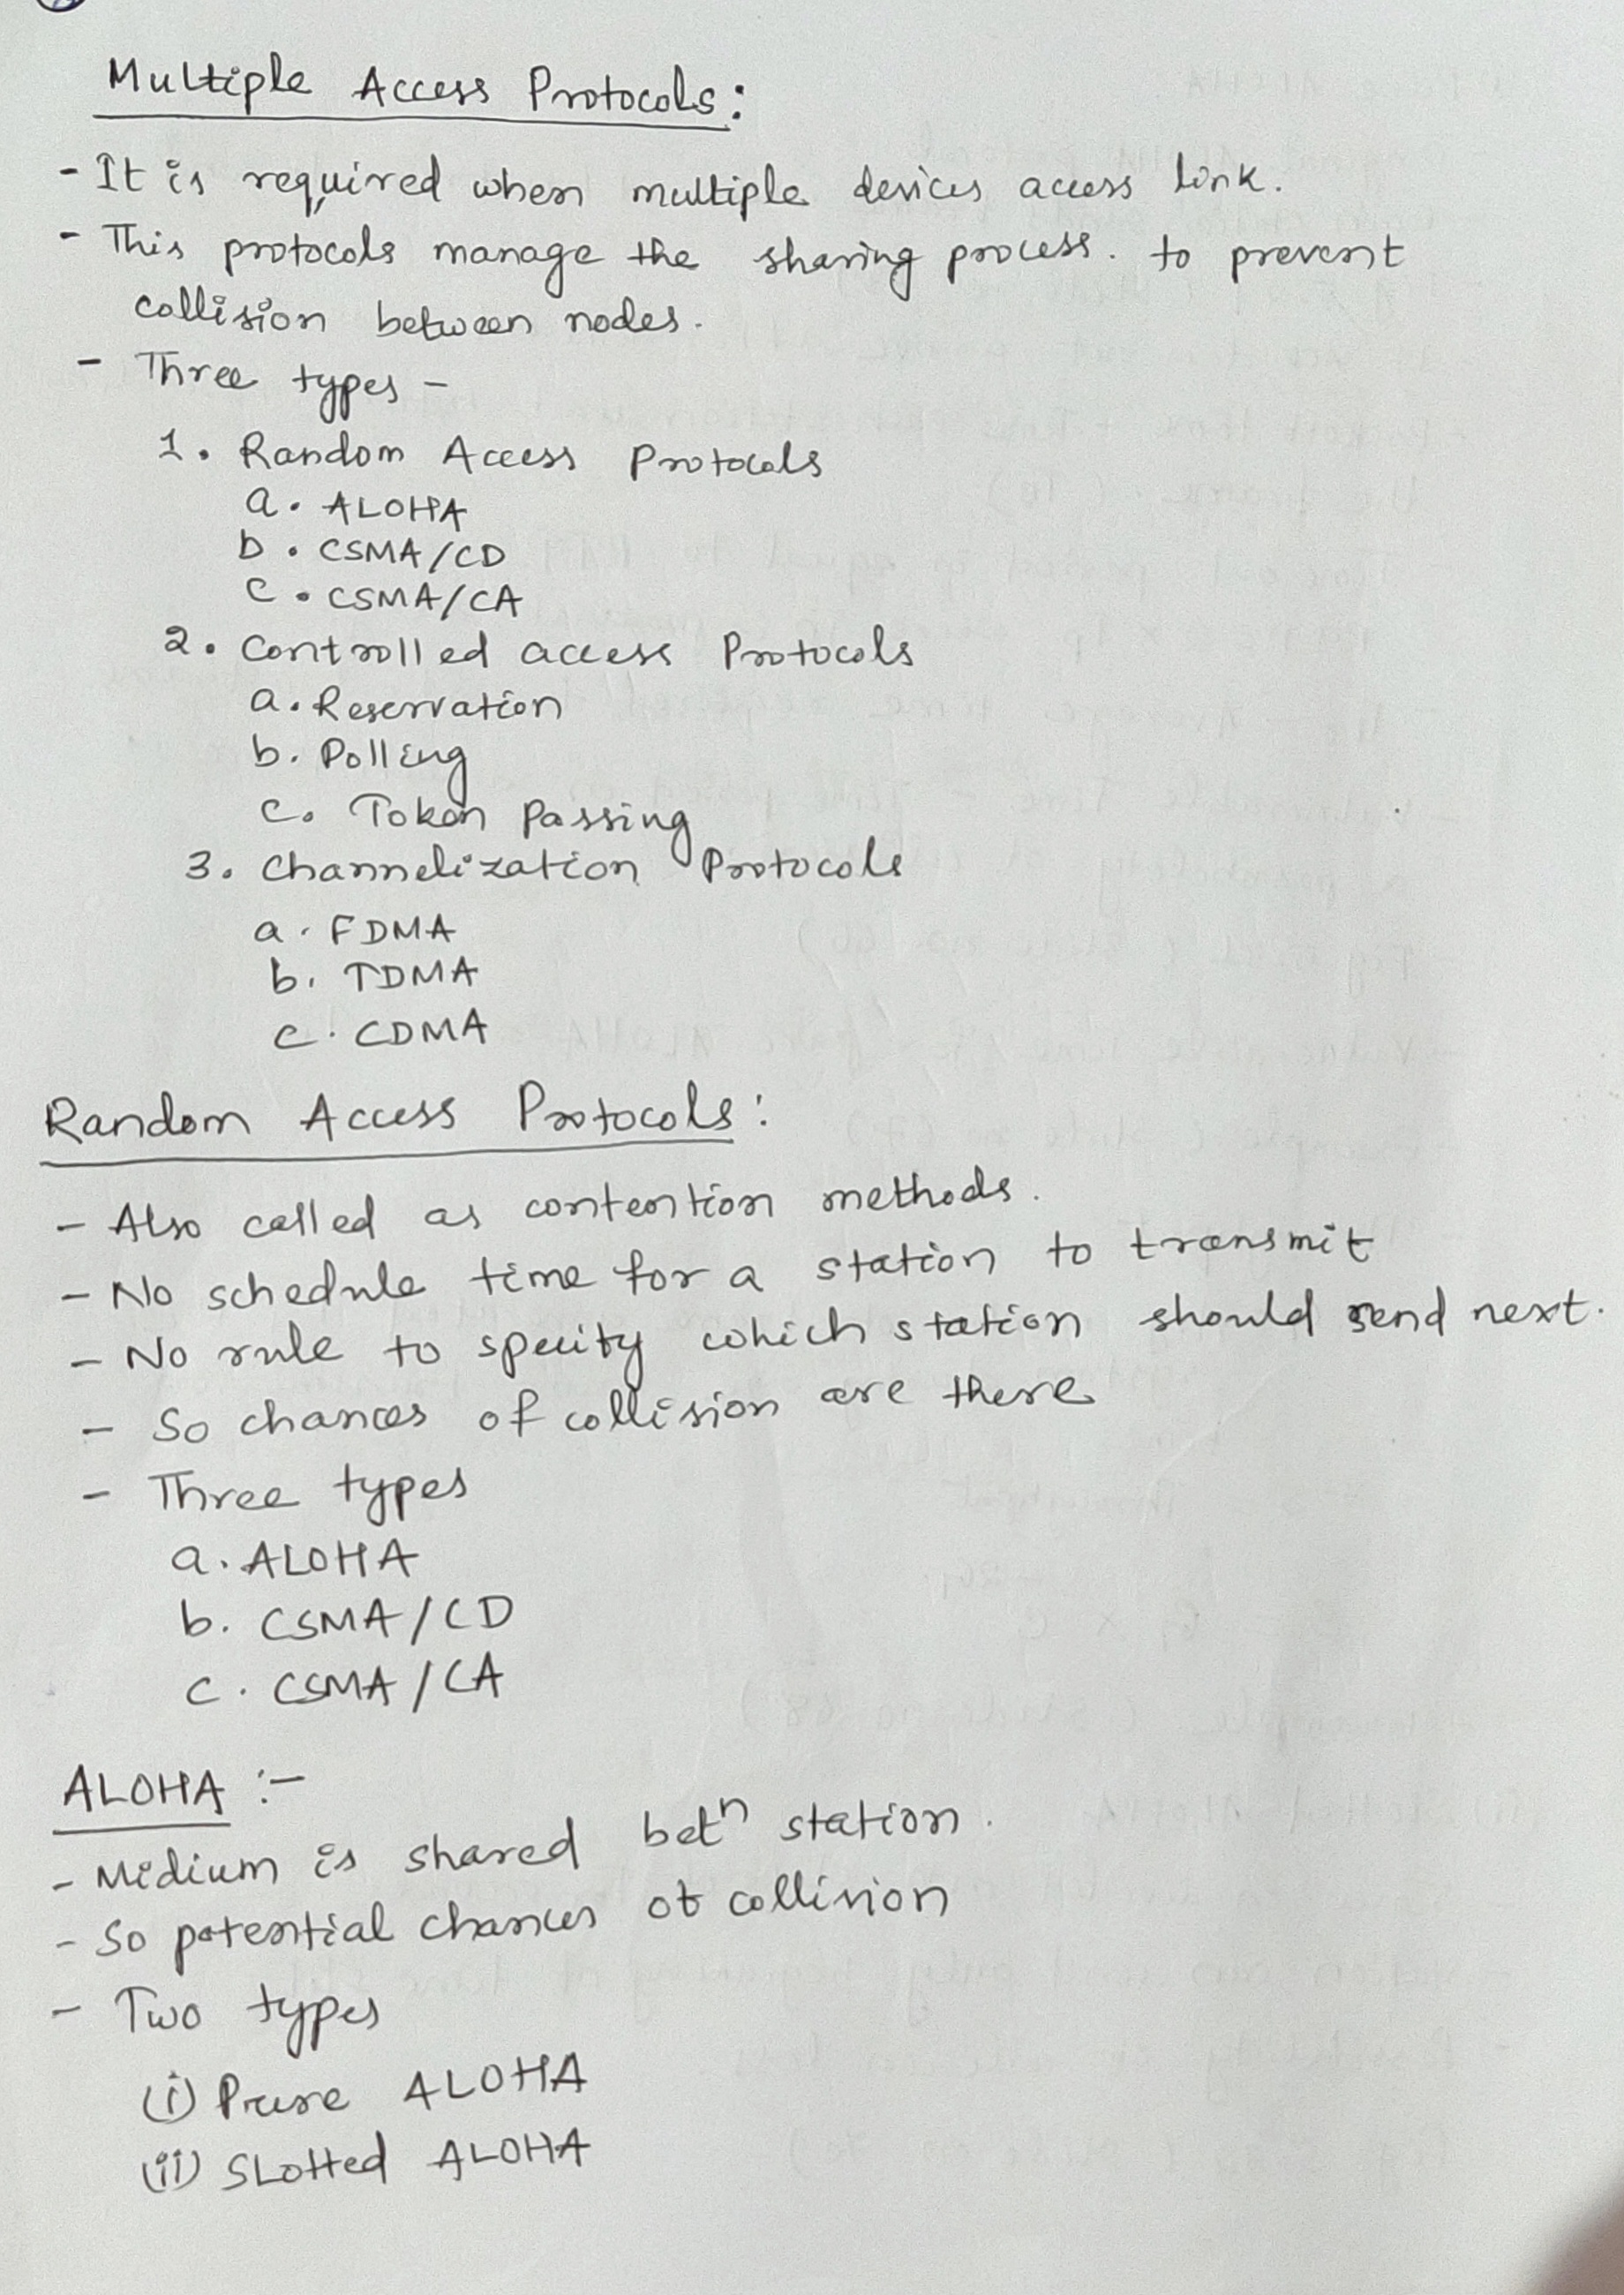 Multiple Access Protocols:
- It is required when multiple devices access link.
- This protocols manage the sharing process. to prevent
collision between nodes.
- Three types -
1. Random Access Protocols
a. ALOHA
b. CSMA/CD
c. CSMA/CA
2. Controlled access Protocols
a. Reservation
b. Polling
c. Token Passing
3. Channelization Protocols
a. FDMA
b. TDMA
c. CDMA
Random Access Protocols:
- Also called as contention methods.
- No schedule time for a station to transmit
- No rule to specify which station should send next.
- So chances of collision are there
- Three types
a. ALOHA
b. CSMA/CD
c. CSMA/CA
ALOHA :-
- Midium is shared betⁿ station.
- So potential chances of collision
- Two types
(i) Pure ALOHA
(ii) Slotted ALOHA